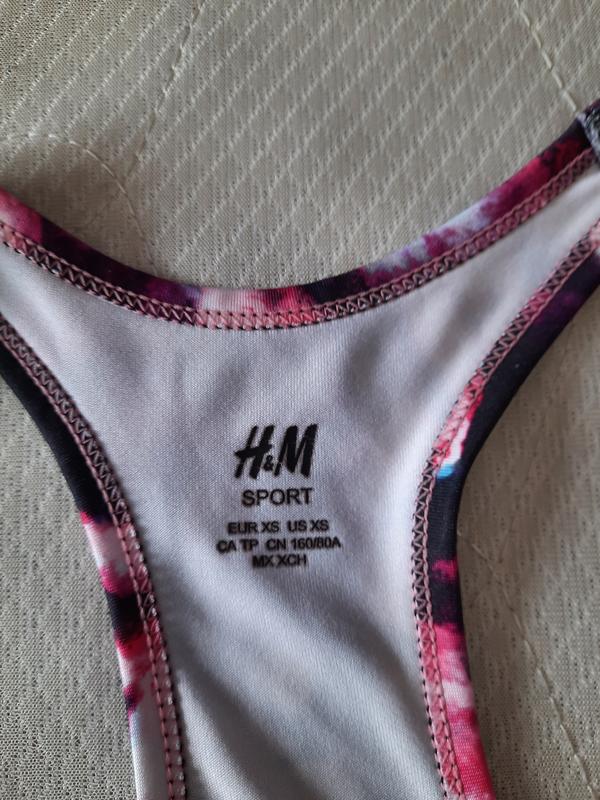 H&M
SPORT
EUR XS US XS
CA TP CN 160/80A
MX XCH